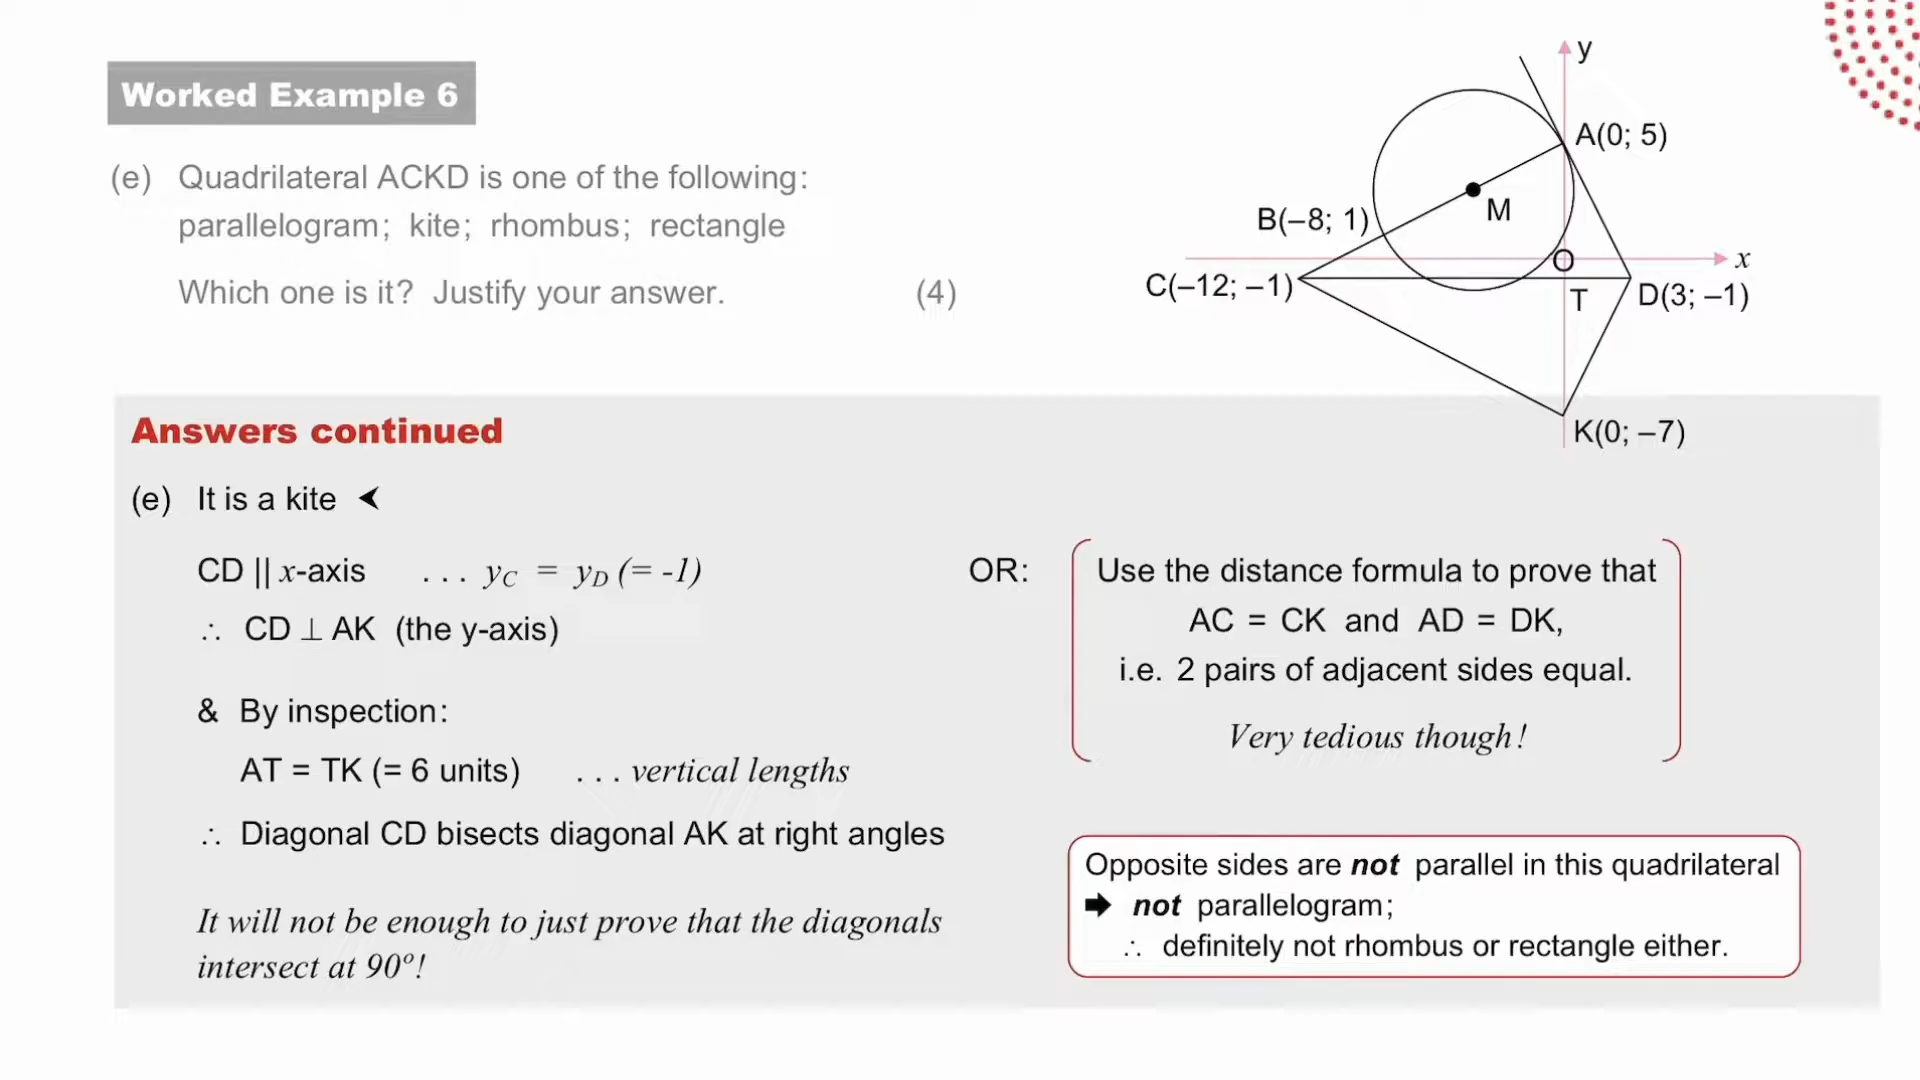 Worked Example 6
(e) Quadrilateral ACKD is one of the following:
parallelogram; kite; rhombus; rectangle
Which one is it? Justify your answer. (4)
y
A(0; 5)
M
B(–8; 1)
O
x
C(–12; –1)
T
D(3; –1)
K(0; –7)
Answers continued
(e) It is a kite ⮜
CD || x-axis . . . y_C = y_D (= -1)
∴ CD ⊥ AK (the y-axis)
& By inspection:
AT = TK (= 6 units) . . . vertical lengths
∴ Diagonal CD bisects diagonal AK at right angles
It will not be enough to just prove that the diagonals
intersect at 90º!
OR:
Use the distance formula to prove that
AC = CK and AD = DK,
i.e. 2 pairs of adjacent sides equal.
Very tedious though!
Opposite sides are not parallel in this quadrilateral
➡ not parallelogram;
∴ definitely not rhombus or rectangle either.